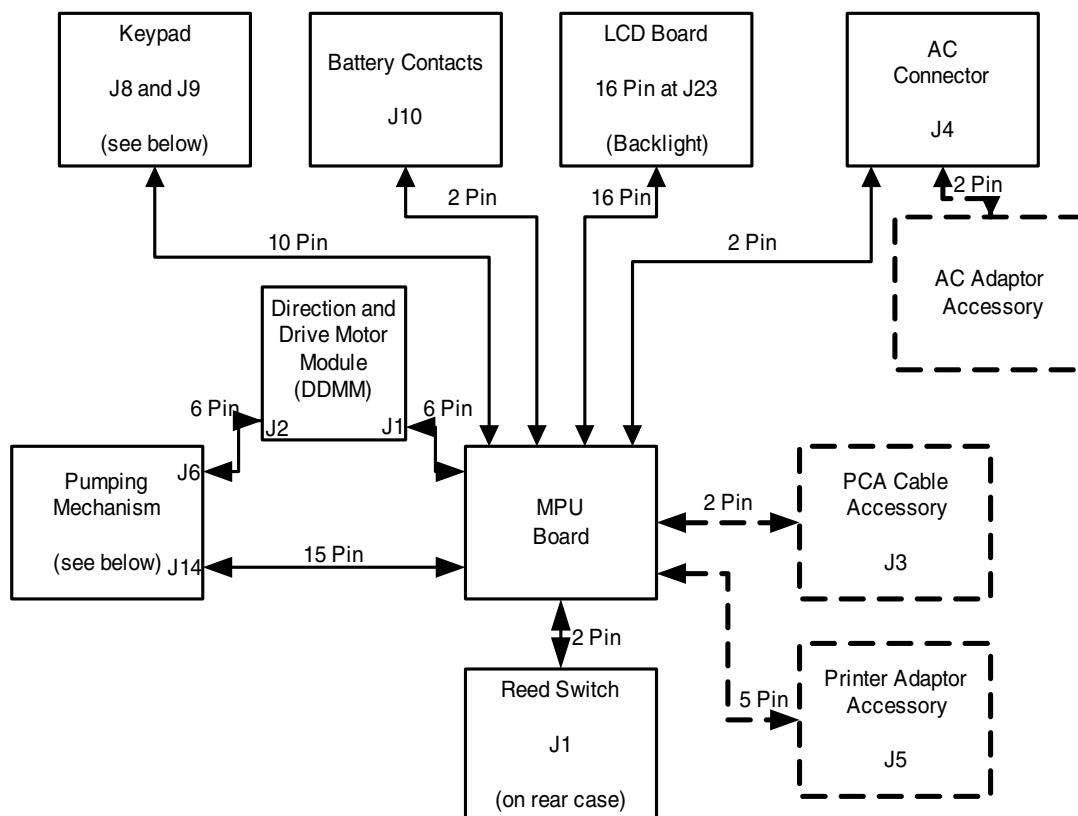 Keypad
J8 and J9
(see below)
Battery Contacts
J10
LCD Board
16 Pin at J23
(Backlight)
AC
Connector
J4
2 Pin
AC Adaptor
Accessory
10 Pin
2 Pin
16 Pin
2 Pin
Direction and
Drive Motor
Module
(DDMM)
J2
J1
6 Pin
6 Pin
Pumping
Mechanism
(see below)
J6
J14
15 Pin
MPU
Board
2 Pin
PCA Cable
Accessory
J3
2 Pin
Reed Switch
J1
(on rear case)
5 Pin
Printer Adaptor
Accessory
J5